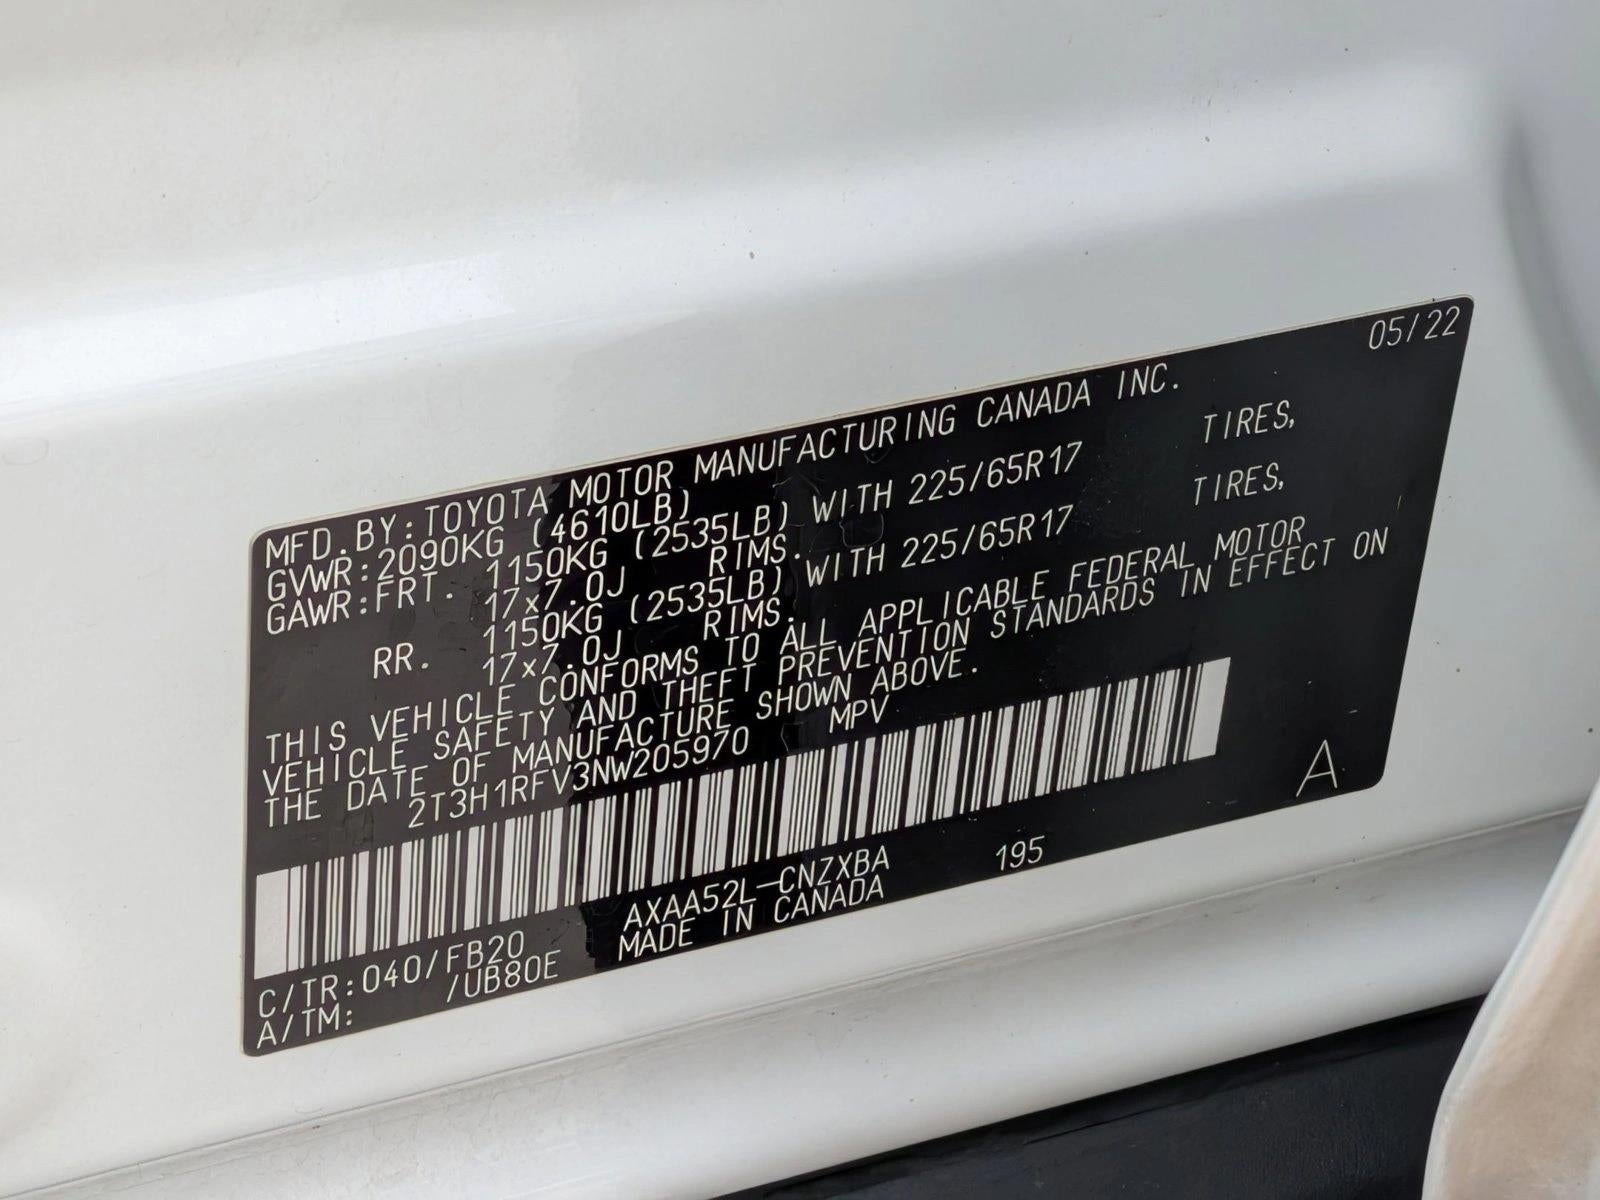 05/22
MFD.BY:TOYOTA MOTOR MANUFACTURING CANADA INC.
GVWR:2090KG (4610LB)
GAWR:FRT. 1150KG (2535LB) WITH 225/65R17 TIRES,
17x7.0J RIMS.
RR. 1150KG (2535LB) WITH 225/65R17 TIRES,
17x7.0J RIMS.
THIS VEHICLE CONFORMS TO ALL APPLICABLE FEDERAL MOTOR
VEHICLE SAFETY AND THEFT PREVENTION STANDARDS IN EFFECT ON
THE DATE OF MANUFACTURE SHOWN ABOVE.
2T3H1RFV3NW205970 MPV
A
AXAA52L-CNZXBA 195
C/TR:040/FB20 MADE IN CANADA
A/TM: /UB80E